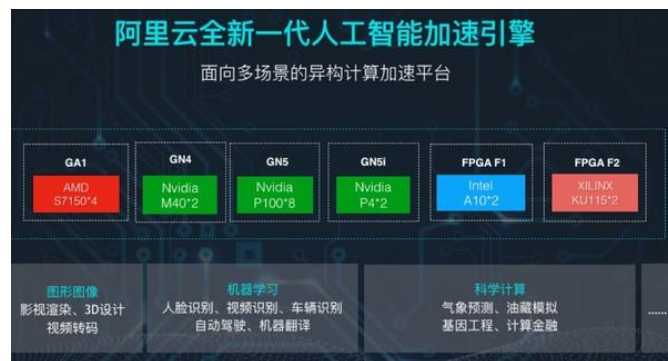 阿里云全新一代人工智能加速引擎
面向多场景的异构计算加速平台
GA1
AMD
S7150*4
GN4
Nvidia
M40*2
GN5
Nvidia
P100*8
GN5i
Nvidia
P4*2
FPGA F1
Intel
A10*2
FPGA F2
XILINX
KU115*2
图形图像
影视渲染、3D设计
视频转码
机器学习
人脸识别、视频识别、车辆识别
自动驾驶、机器翻译
科学计算
气象预测、油藏模拟
基因工程、计算金融
......